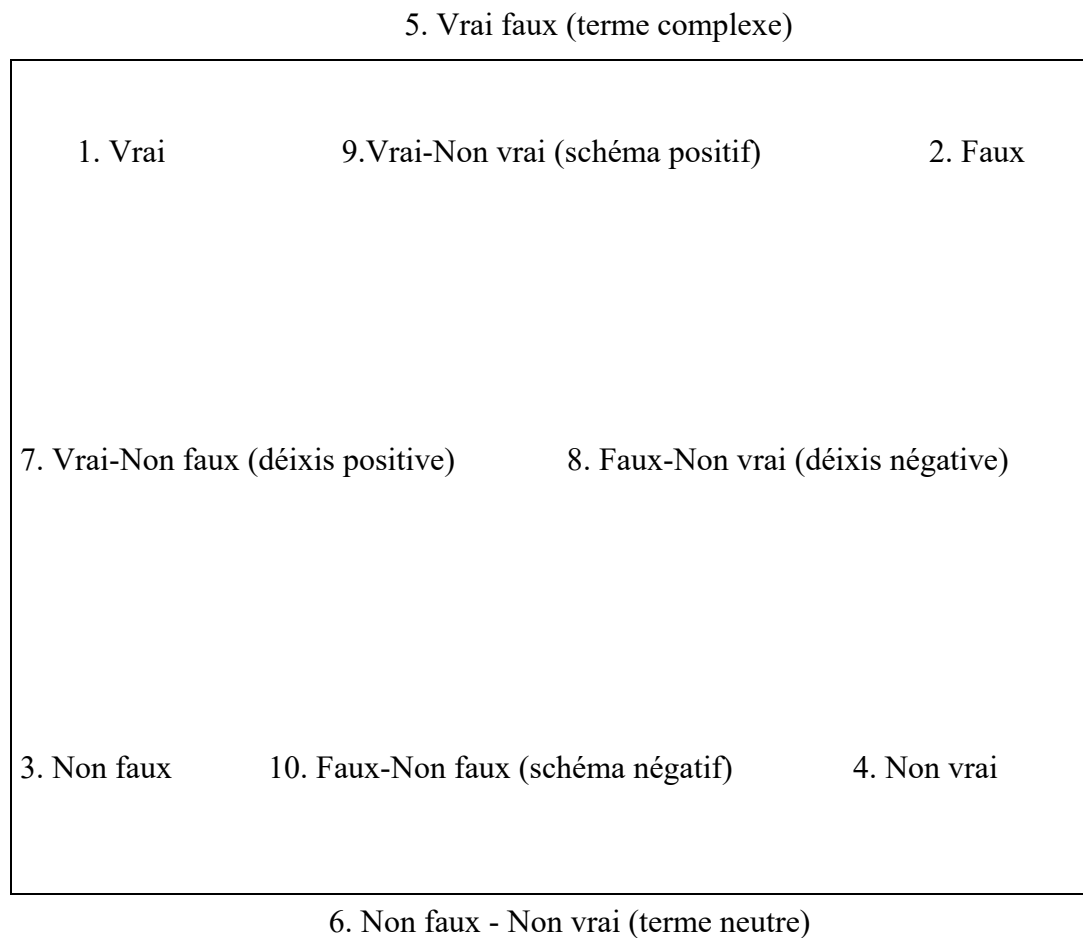 5. Vrai faux (terme complexe)
1. Vrai 9.Vrai-Non vrai (schéma positif) 2. Faux
7. Vrai-Non faux (déixis positive) 8. Faux-Non vrai (déixis négative)
3. Non faux 10. Faux-Non faux (schéma négatif) 4. Non vrai
6. Non faux - Non vrai (terme neutre)